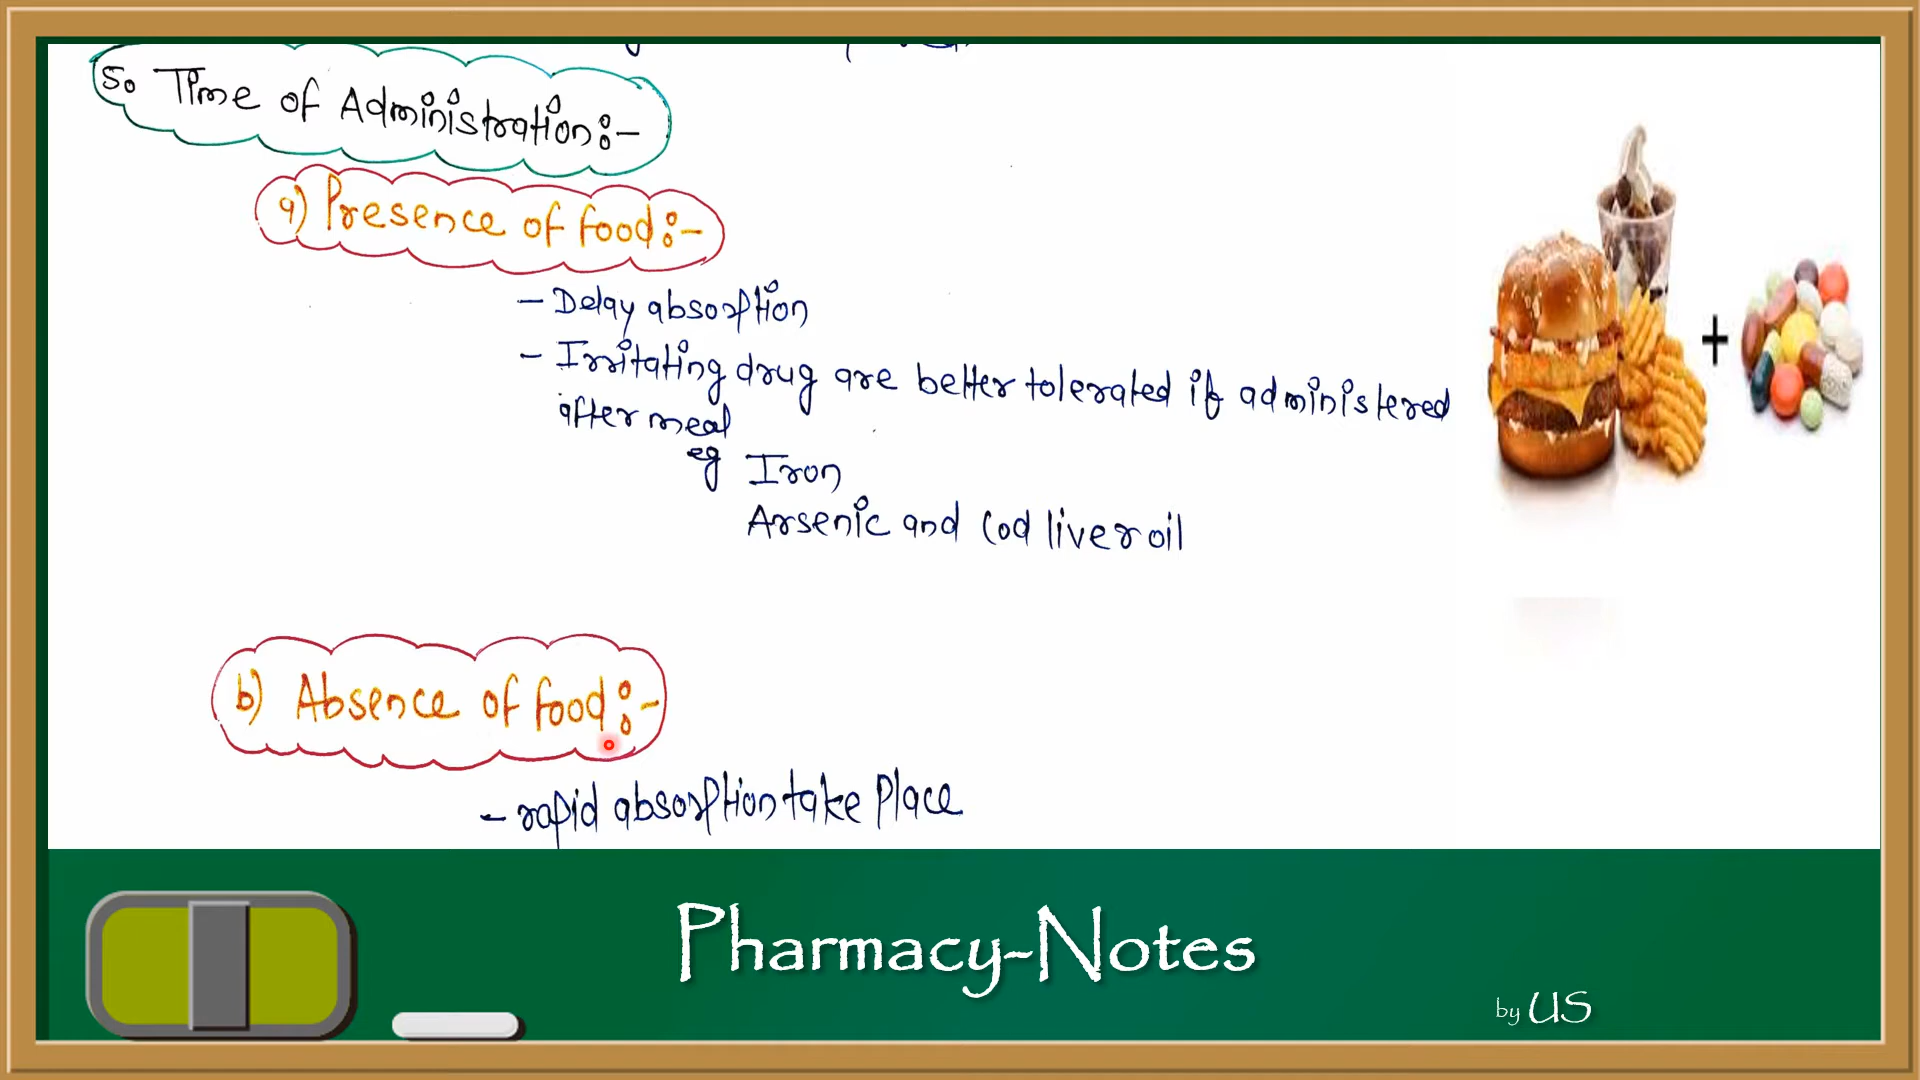 5. Time of Administration:-
a) Presence of food:-
- Delay absorption
- Irritating drug are better tolerated if administered
after meal
eg Iron
Arsenic and Cod liver oil
b) Absence of food:-
- rapid absorption take place
Pharmacy-Notes
by US